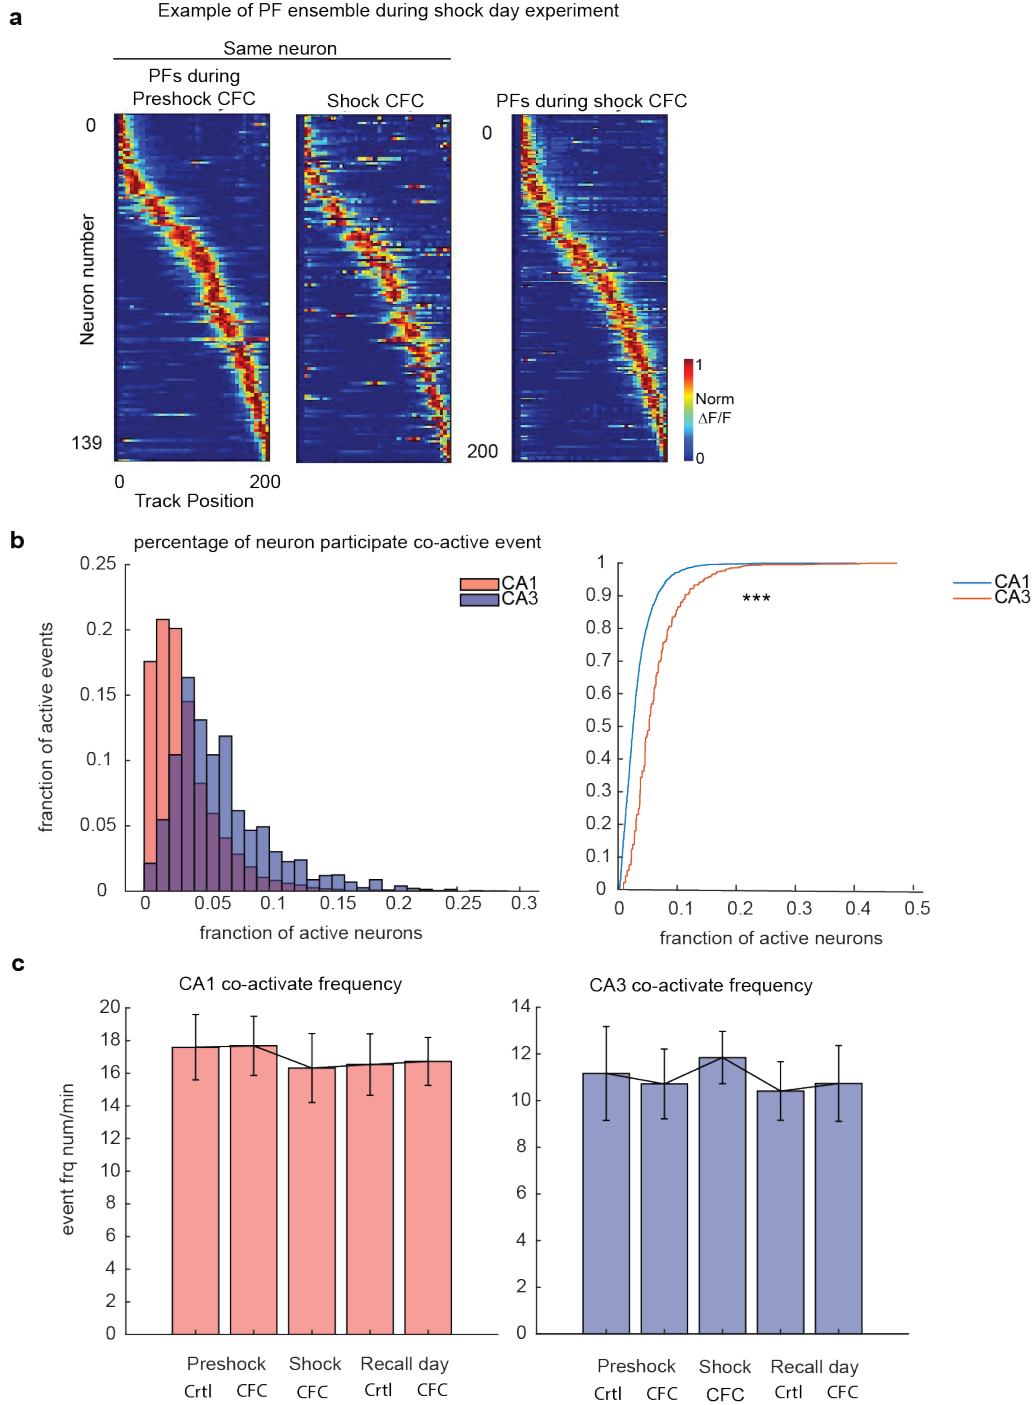 a
Example of PF ensemble during shock day experiment
Same neuron
PFs during
Preshock CFC
Shock CFC
PFs during shock CFC
0
Neuron number
139
0 200
Track Position
0
200
1
Norm
ΔF/F
0
b
percentage of neuron participate co-active event
0.25
0.2
0.15
0.1
0.05
0
franction of active events
CA1
CA3
0 0.05 0.1 0.15 0.2 0.25 0.3
franction of active neurons
1
0.9
0.8
0.7
0.6
0.5
0.4
0.3
0.2
0.1
0
***
CA1
CA3
0 0.1 0.2 0.3 0.4 0.5
franction of active neurons
c
CA1 co-activate frequency
20
18
16
14
12
10
8
6
4
2
0
event frq num/min
Preshock Shock Recall day
Crtl CFC CFC Crtl CFC
CA3 co-activate frequency
14
12
10
8
6
4
2
0
Preshock Shock Recall day
Crtl CFC CFC Crtl CFC